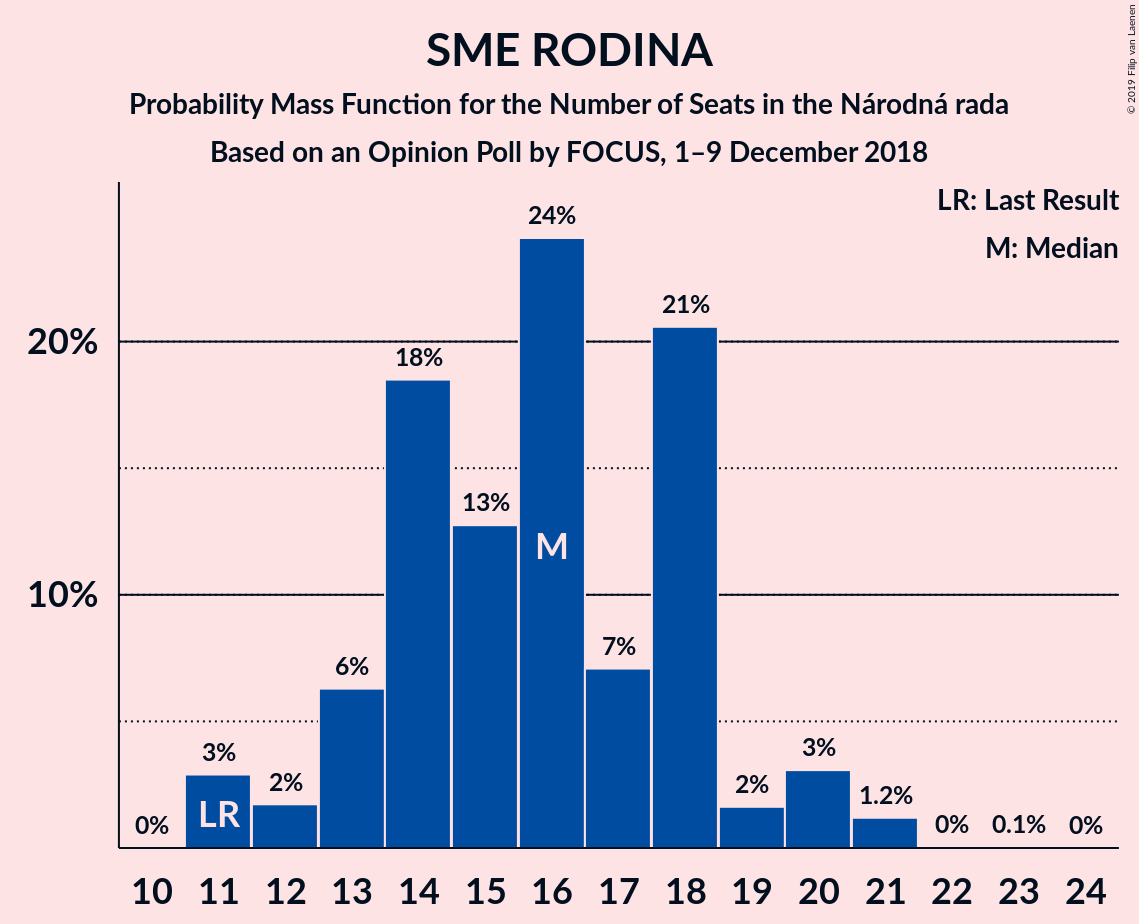 SME RODINA
Probability Mass Function for the Number of Seats in the Národná rada
Based on an Opinion Poll by FOCUS, 1–9 December 2018
© 2019 Filip van Laenen
LR: Last Result
M: Median
20%
10%
0%
3%
2%
6%
18%
13%
24%
7%
21%
2%
3%
1.2%
0%
0.1%
0%
LR
M
10 11 12 13 14 15 16 17 18 19 20 21 22 23 24